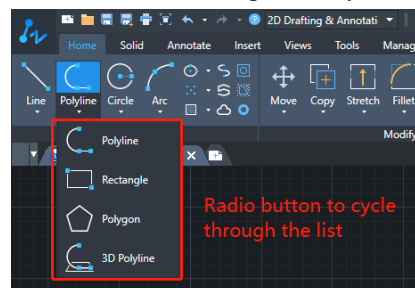 2D Drafting & Annotati
Home Solid Annotate Insert Views Tools Manag
Line Polyline Circle Arc Move Copy Stretch Fillet
Modify
Polyline
Rectangle
Polygon
3D Polyline
Radio button to cycle
through the list